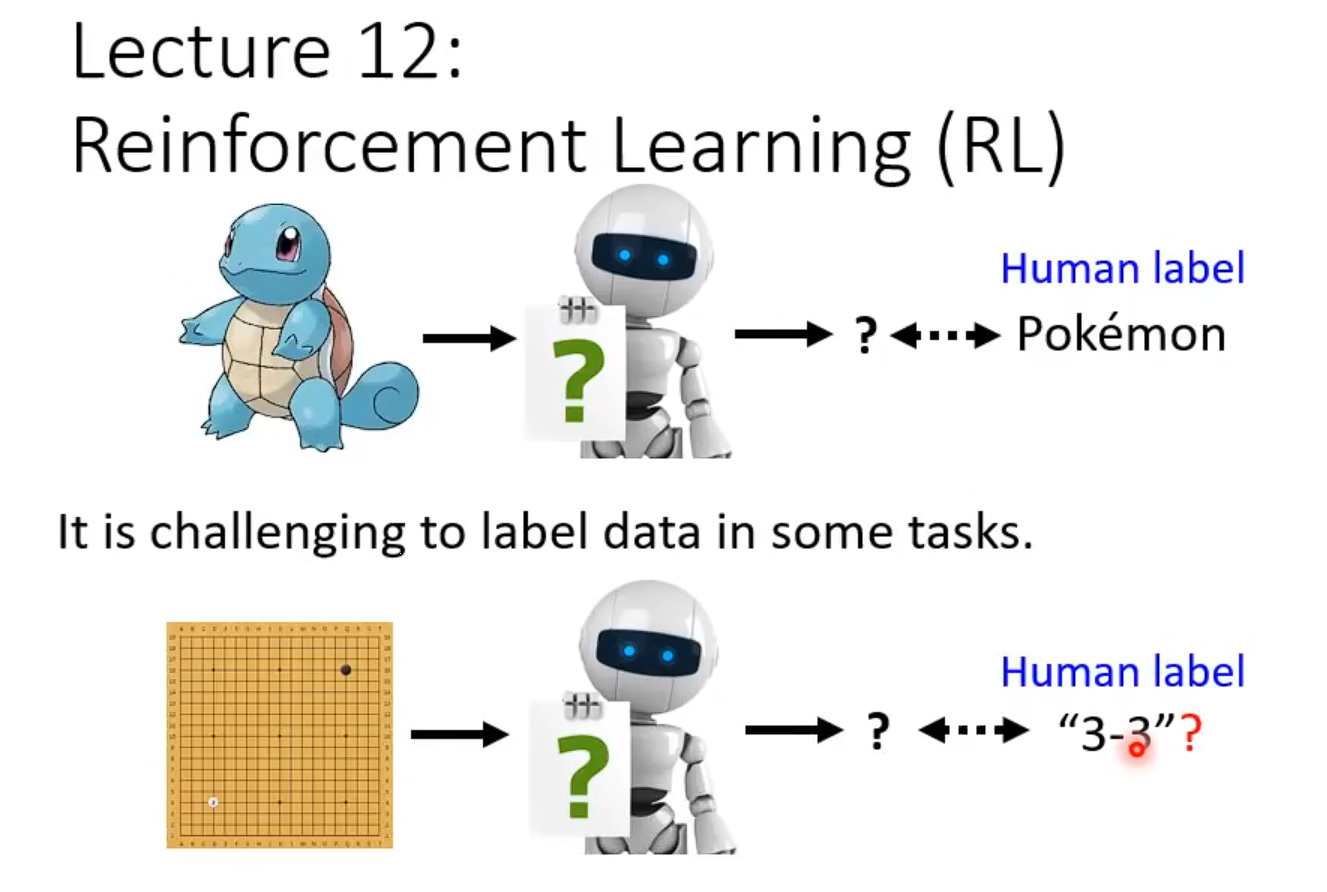 Lecture 12:
Reinforcement Learning (RL)
Human label
?
? Pokémon
It is challenging to label data in some tasks.
Human label
?
? “3-3”?